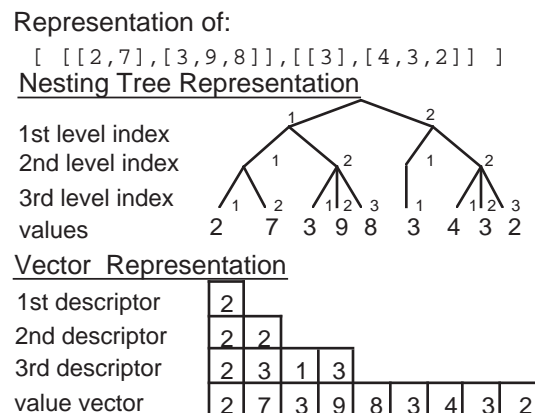 Representation of:
[ [[2,7],[3,9,8]],[[3],[4,3,2]] ]
Nesting Tree Representation
1st level index 1 2
2nd level index 1 2 1 2
3rd level index 1 2 1 2 3 1 1 2 3
values 2 7 3 9 8 3 4 3 2
Vector Representation
1st descriptor 2
2nd descriptor 2 2
3rd descriptor 2 3 1 3
value vector 2 7 3 9 8 3 4 3 2